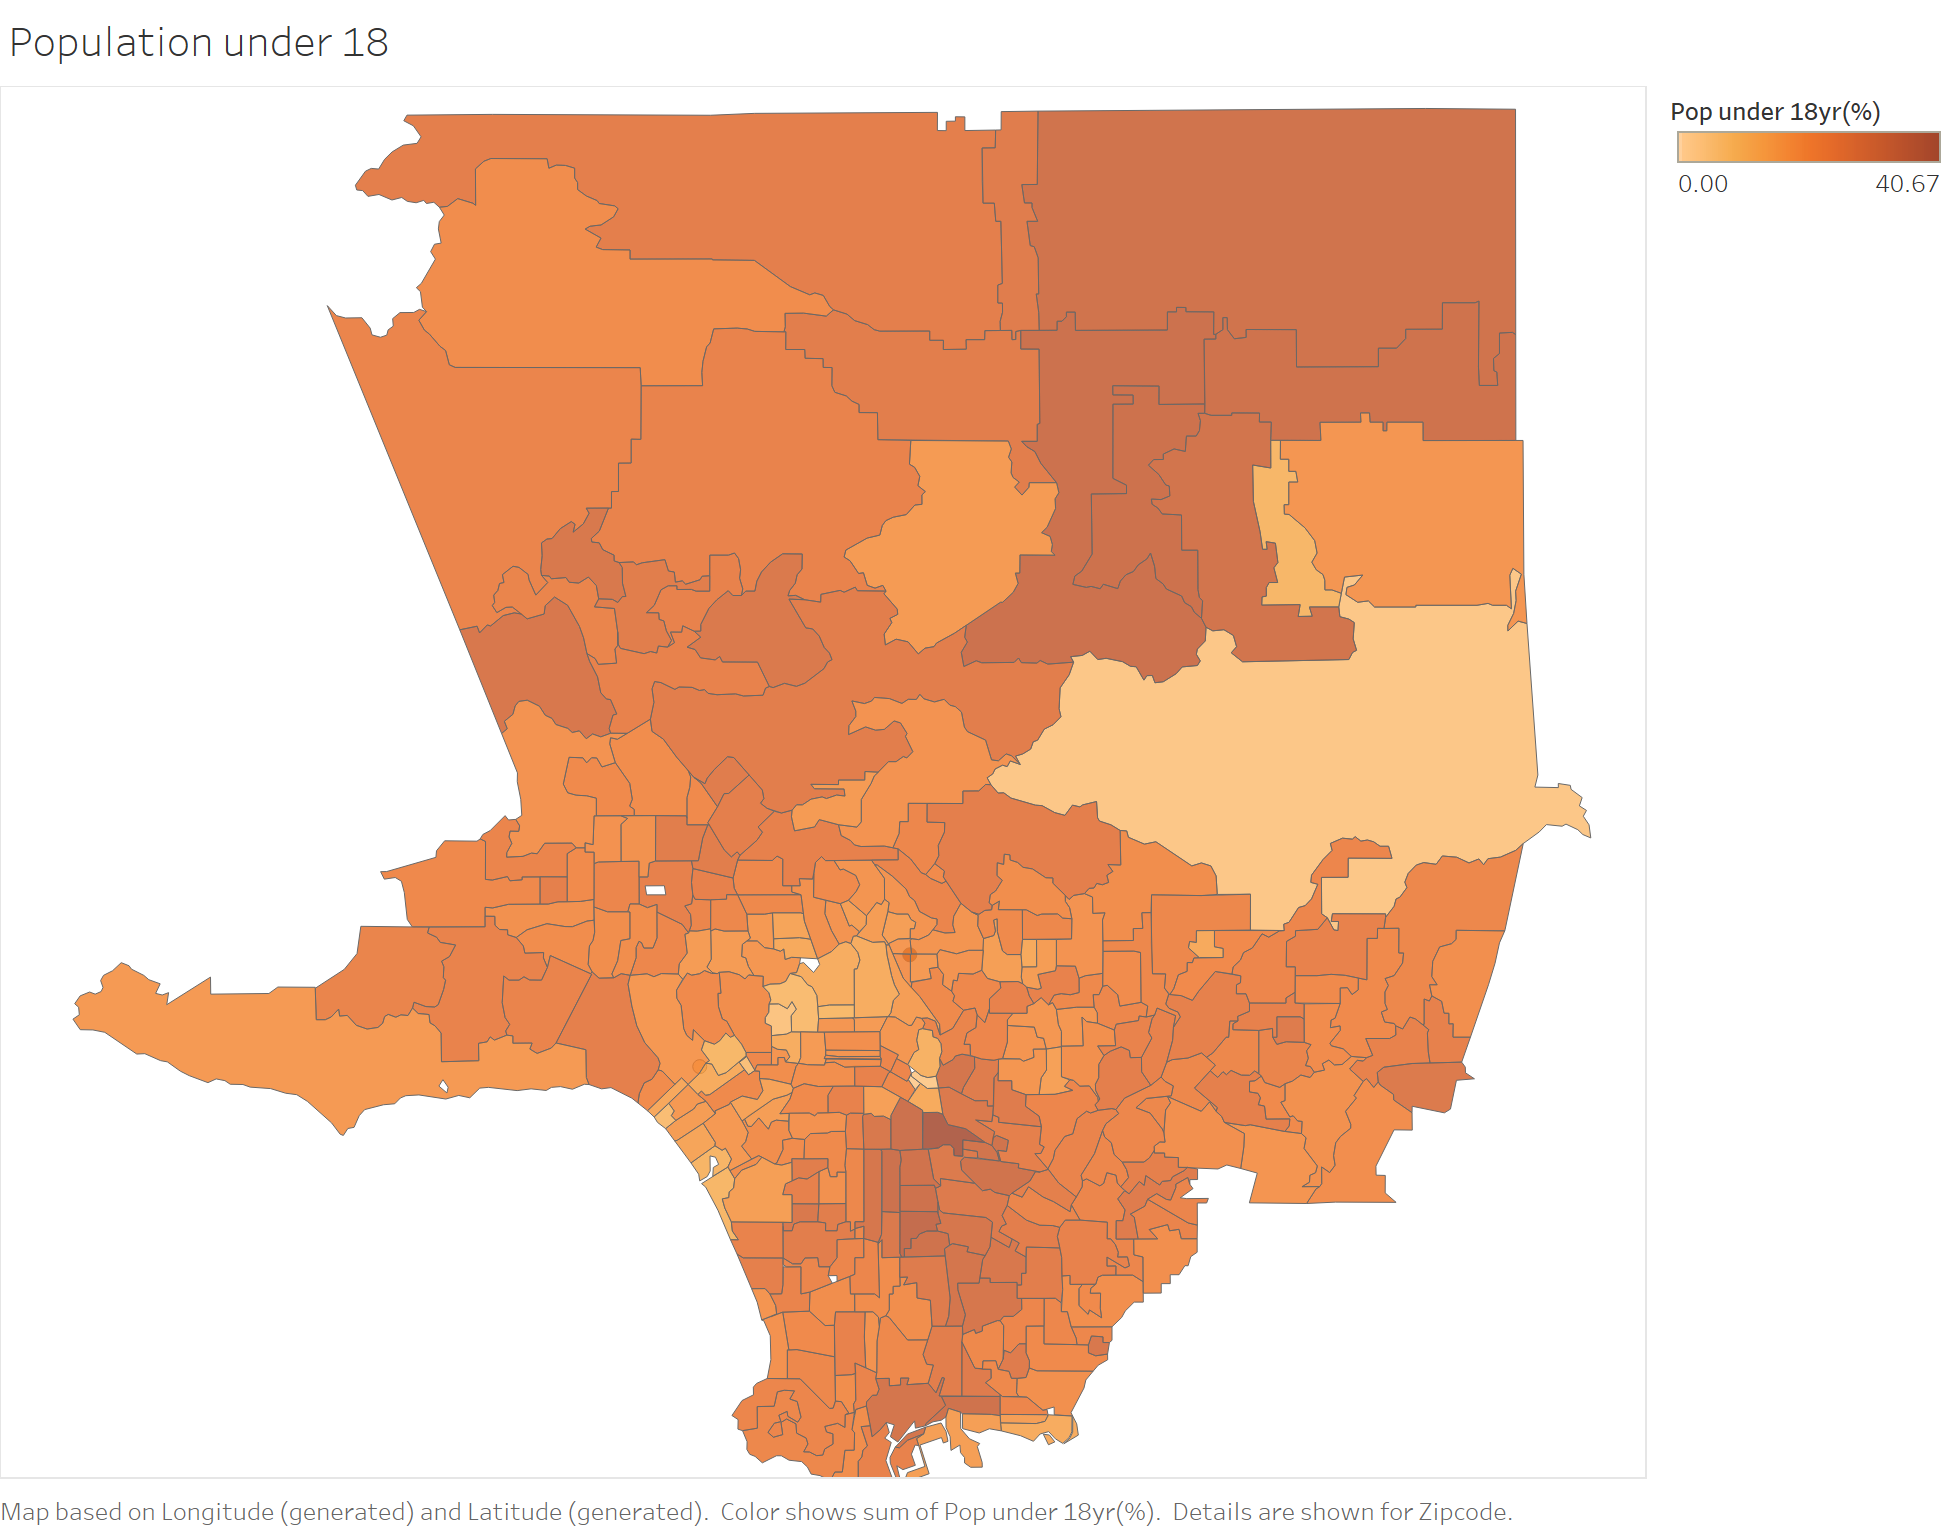 Population under 18
Pop under 18yr(%)
0.00 40.67
Map based on Longitude (generated) and Latitude (generated).  Color shows sum of Pop under 18yr(%).  Details are shown for Zipcode.